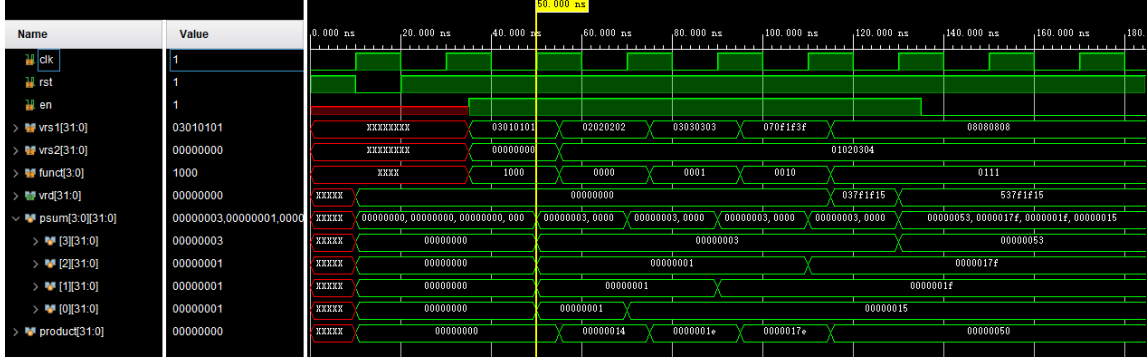 50.000 ns
Name Value 0.000 ns 20.000 ns 40.000 ns 60.000 ns 80.000 ns 100.000 ns 120.000 ns 140.000 ns 160.000 ns 180.
clk 1
rst 1
en 1
vrs1[31:0] 03010101 XXXXXXXX 03010101 02020202 03030303 070f1f3f 08080808
vrs2[31:0] 00000000 XXXXXXXX 00000000 01020304
funct[3:0] 1000 XXXX 1000 0000 0001 0010 0111
vrd[31:0] 00000000 XXXXX 00000000 037f1f15 537f1f15
psum[3:0][31:0] 00000003,00000001,0000 XXXXX 00000000, 00000000, 00000000, 000 00000003, 0000 00000003, 0000 00000003, 0000 00000003, 0000 00000053, 0000017f, 0000001f, 00000015
[3][31:0] 00000003 XXXXX 00000000 00000003 00000053
[2][31:0] 00000001 XXXXX 00000000 00000001 0000017f
[1][31:0] 00000001 XXXXX 00000000 00000001 0000001f
[0][31:0] 00000001 XXXXX 00000000 00000001 00000015
product[31:0] 00000000 XXXXX 00000000 00000014 0000001e 0000017e 00000050